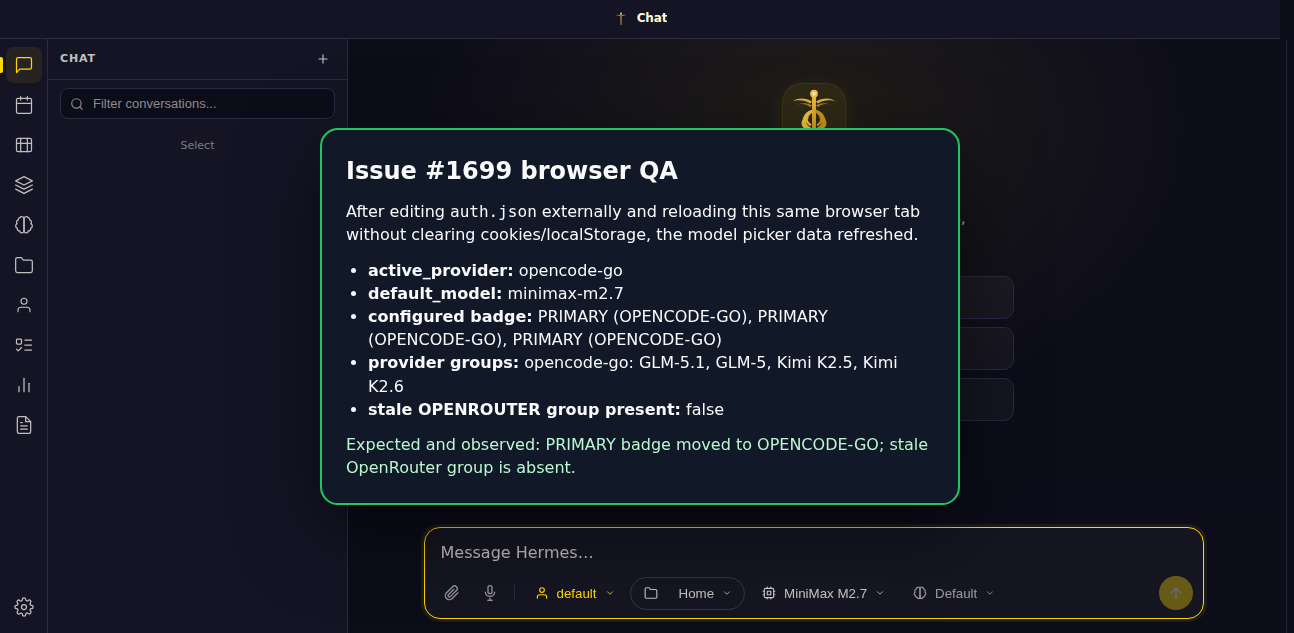 Chat
CHAT
Filter conversations...
Select
Issue #1699 browser QA
After editing auth.json externally and reloading this same browser tab
without clearing cookies/localStorage, the model picker data refreshed.
• active_provider: opencode-go
• default_model: minimax-m2.7
• configured badge: PRIMARY (OPENCODE-GO), PRIMARY
(OPENCODE-GO), PRIMARY (OPENCODE-GO)
• provider groups: opencode-go: GLM-5.1, GLM-5, Kimi K2.5, Kimi
K2.6
• stale OPENROUTER group present: false
Expected and observed: PRIMARY badge moved to OPENCODE-GO; stale
OpenRouter group is absent.
Message Hermes...
default
Home
MiniMax M2.7
Default